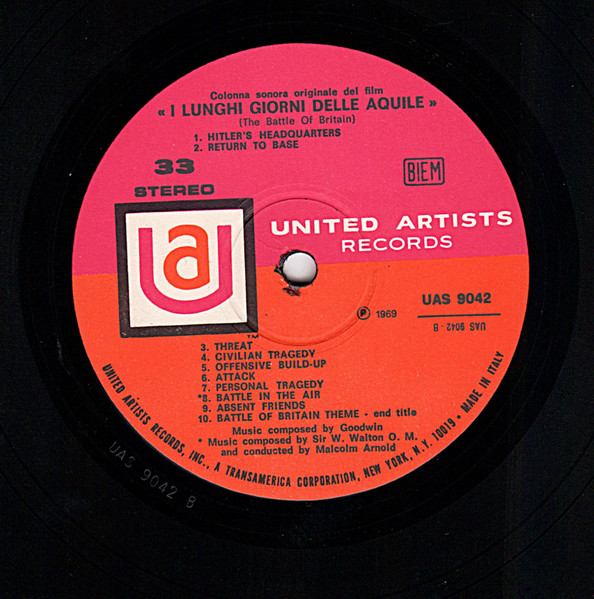 Colonna sonora originale del film
« I LUNGHI GIORNI DELLE AQUILE »
(The Battle Of Britain)
1. HITLER'S HEADQUARTERS
2. RETURN TO BASE
33
STEREO
BIEM
ua
UNITED ARTISTS
RECORDS
UAS 9042
℗ 1969
UAS 9042 - B
TM
3. THREAT
4. CIVILIAN TRAGEDY
5. OFFENSIVE BUILD-UP
6. ATTACK
7. PERSONAL TRAGEDY
*8. BATTLE IN THE AIR
9. ABSENT FRIENDS
10. BATTLE OF BRITAIN THEME - end title
Music composed by Goodwin
* Music composed by Sir W. Walton O. M.
and conducted by Malcolm Arnold
UNITED ARTISTS RECORDS, INC., A TRANSAMERICA CORPORATION, NEW YORK, N.Y. 10019 • MADE IN ITALY
UAS 9042 B